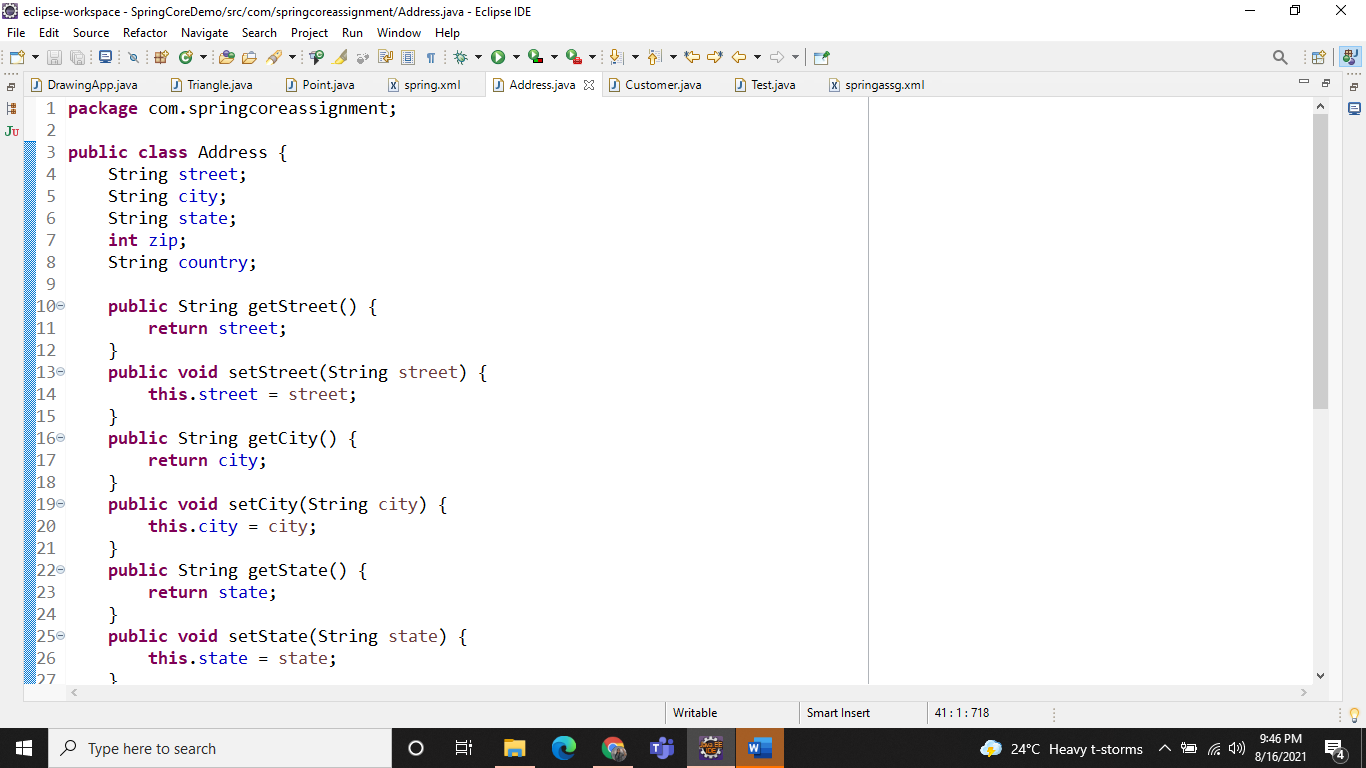 eclipse-workspace - SpringCoreDemo/src/com/springcoreassignment/Address.java - Eclipse IDE
File Edit Source Refactor Navigate Search Project Run Window Help
DrawingApp.java Triangle.java Point.java spring.xml Address.java Customer.java Test.java springassg.xml
1 package com.springcoreassignment;
2
3 public class Address {
4 String street;
5 String city;
6 String state;
7 int zip;
8 String country;
9
10 public String getStreet() {
11 return street;
12 }
13 public void setStreet(String street) {
14 this.street = street;
15 }
16 public String getCity() {
17 return city;
18 }
19 public void setCity(String city) {
20 this.city = city;
21 }
22 public String getState() {
23 return state;
24 }
25 public void setState(String state) {
26 this.state = state;
27 }
Writable Smart Insert 41 : 1 : 718
Type here to search 24°C Heavy t-storms 9:46 PM
8/16/2021 4